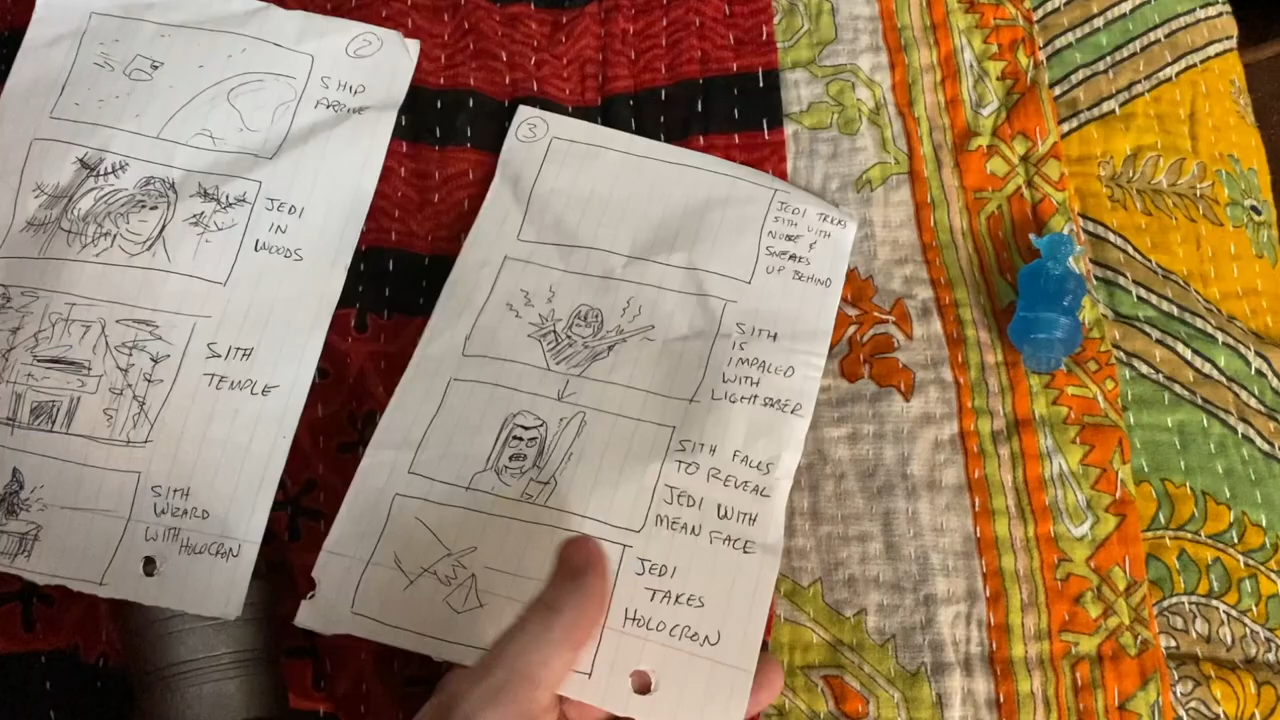 2
SHIP
ARRIVE
JEDI
IN
WOODS
SITH
TEMPLE
SITH
WIZARD
WITH HOLOCRON
3
JEDI TRICKS
SITH WITH
NOISE &
SNEAKS
UP BEHIND
SITH
IS
IMPALED
WITH
LIGHTSABER
SITH FALLS
TO REVEAL
JEDI WITH
MEAN FACE
JEDI
TAKES
HOLOCRON